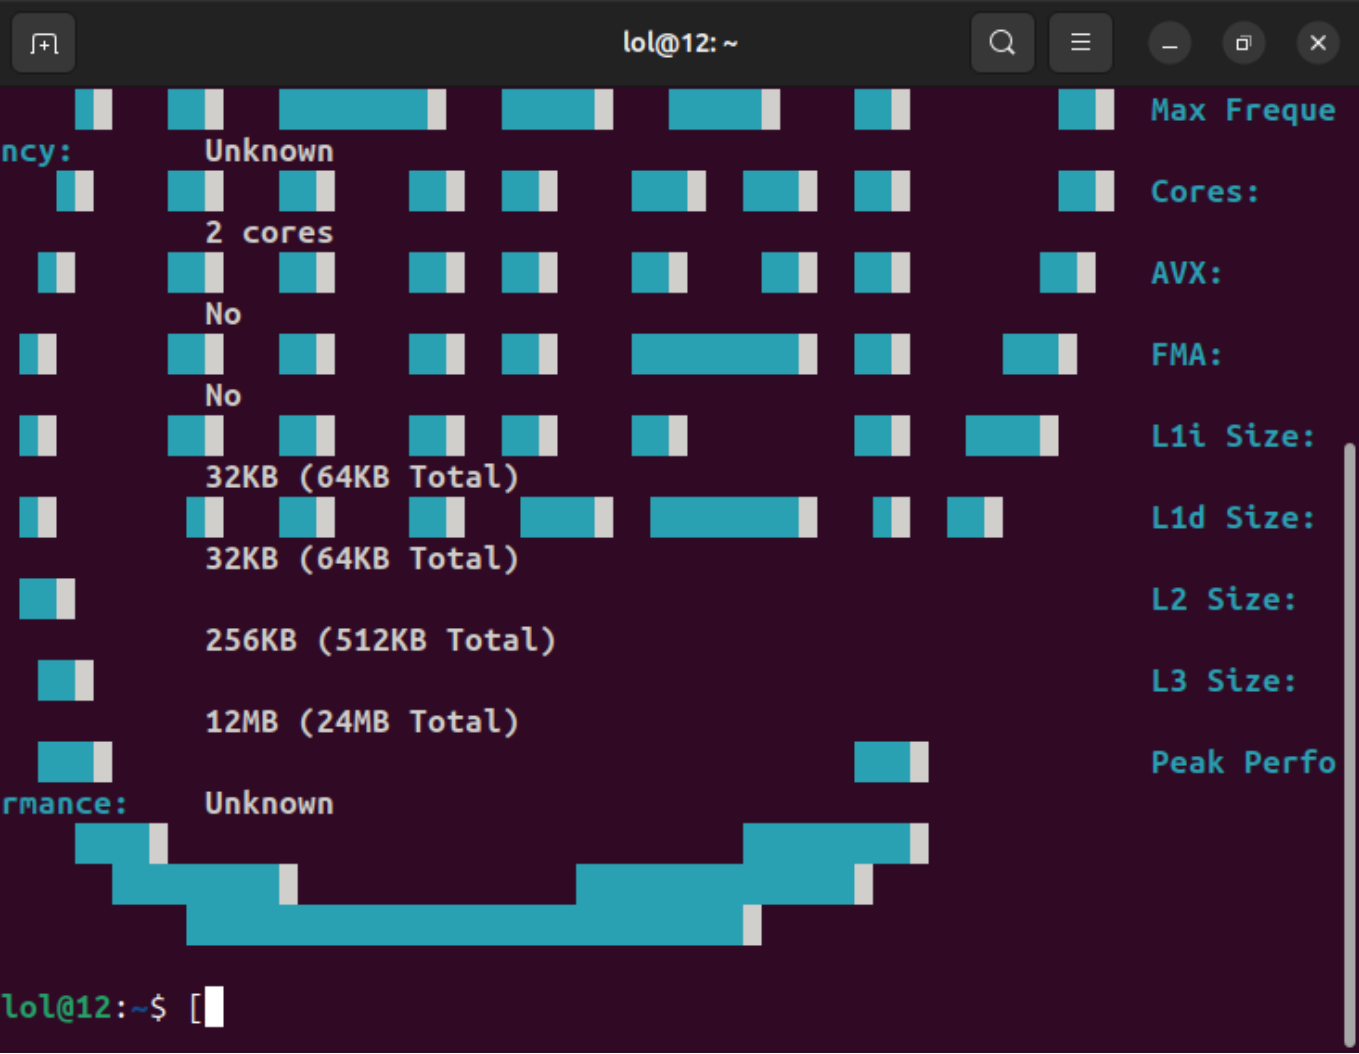 lol@12: ~
Max Freque
ncy: Unknown
Cores:
2 cores
AVX:
No
FMA:
No
L1i Size:
32KB (64KB Total)
L1d Size:
32KB (64KB Total)
L2 Size:
256KB (512KB Total)
L3 Size:
12MB (24MB Total)
Peak Perfo
rmance: Unknown
lol@12:~$ [